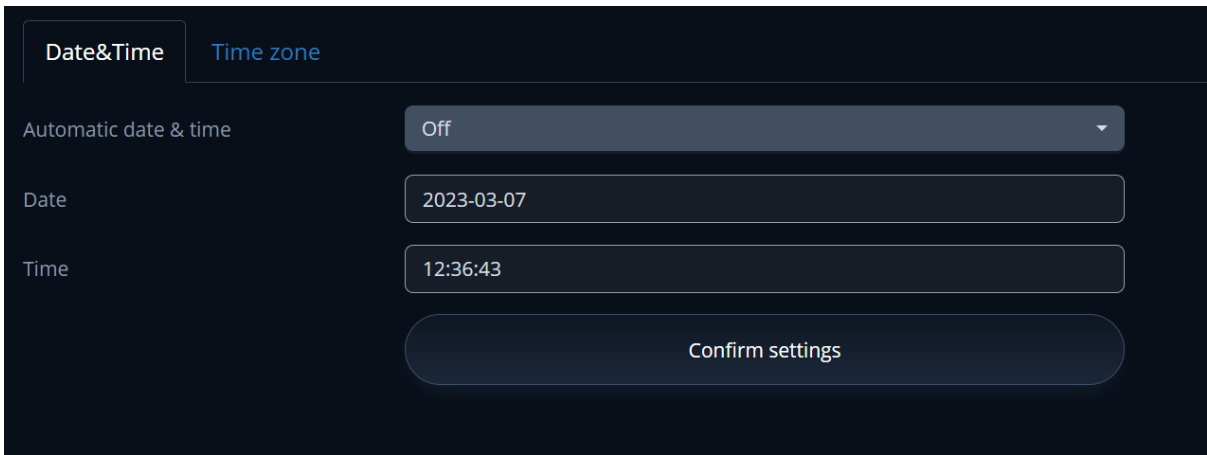 Date&Time Time zone
Automatic date & time Off
Date 2023-03-07
Time 12:36:43
Confirm settings